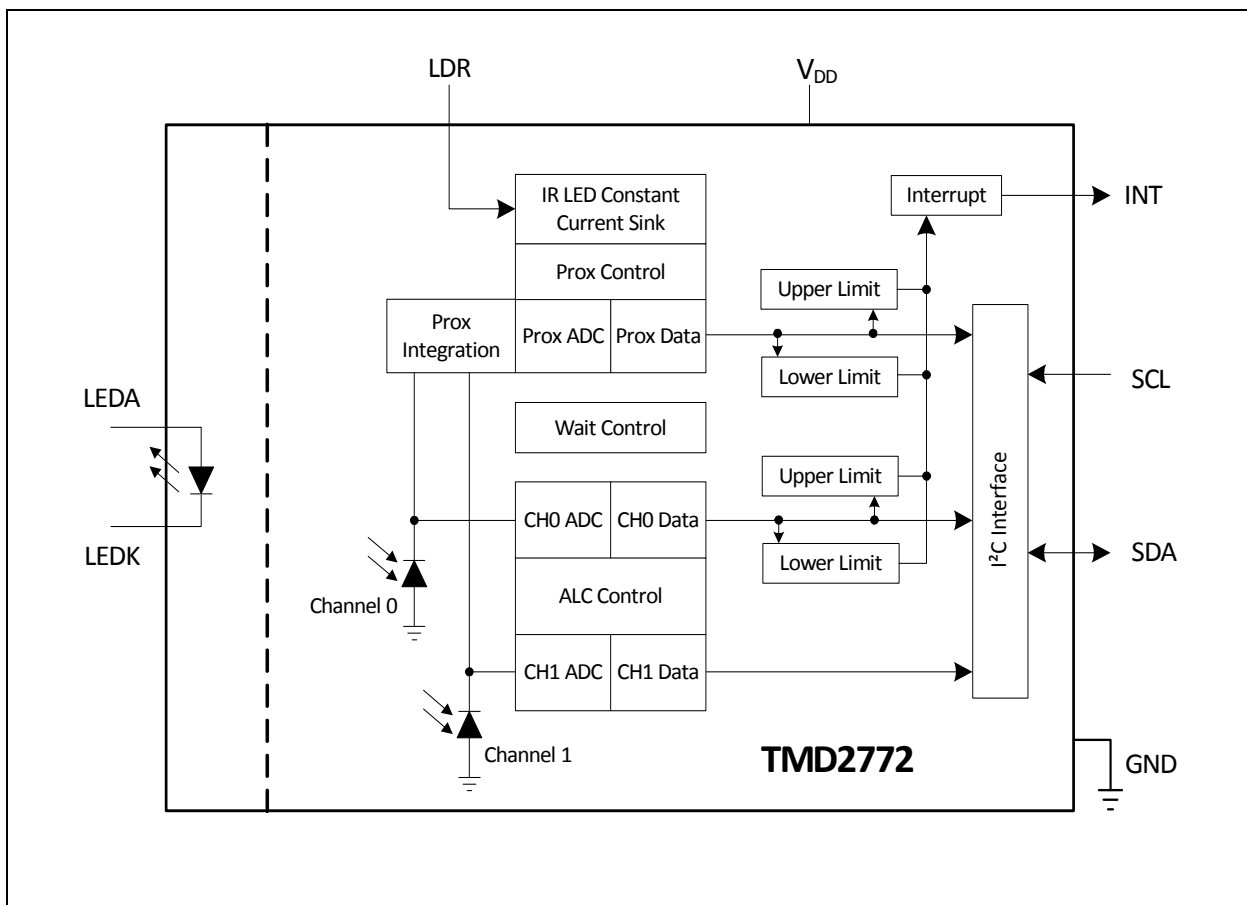 LDR
V_DD
IR LED Constant
Current Sink
Interrupt
INT
Prox Control
Upper Limit
Prox
Integration
Prox ADC
Prox Data
Lower Limit
SCL
LEDA
Wait Control
Upper Limit
I²C Interface
CH0 ADC
CH0 Data
LEDK
Lower Limit
SDA
Channel 0
ALC Control
CH1 ADC
CH1 Data
Channel 1
TMD2772
GND